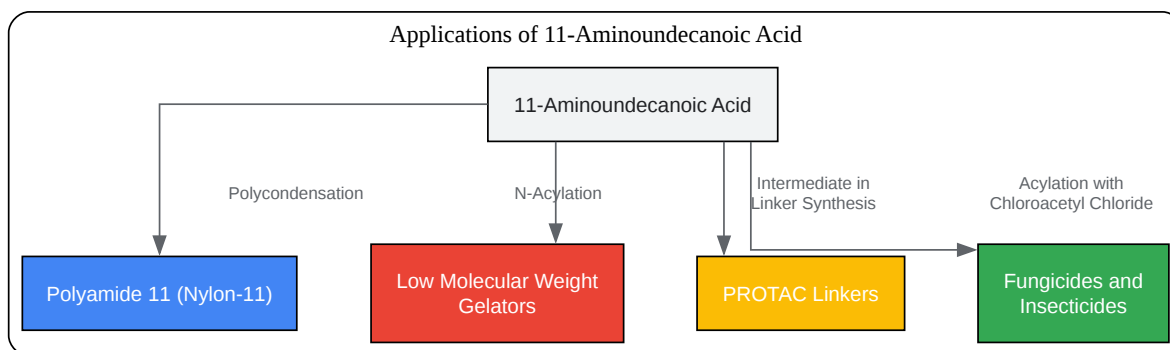 Applications of 11-Aminoundecanoic Acid
11-Aminoundecanoic Acid
Polycondensation
N-Acylation
Intermediate in
Linker Synthesis
Acylation with
Chloroacetyl Chloride
Polyamide 11 (Nylon-11)
Low Molecular Weight
Gelators
PROTAC Linkers
Fungicides and
Insecticides